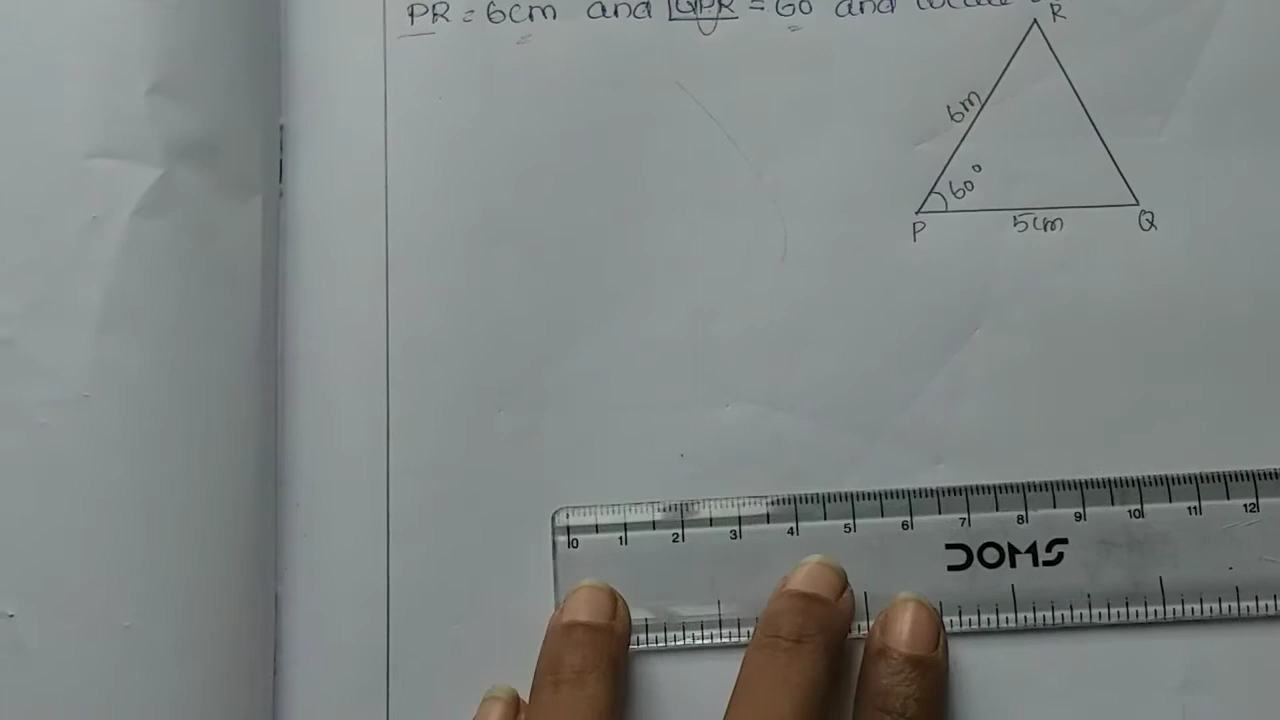 PR = 6cm and ∠QPR = 60° and
R
6m
60°
P
5cm
Q
0 1 2 3 4 5 6 7 8 9 10 11 12
DOMS